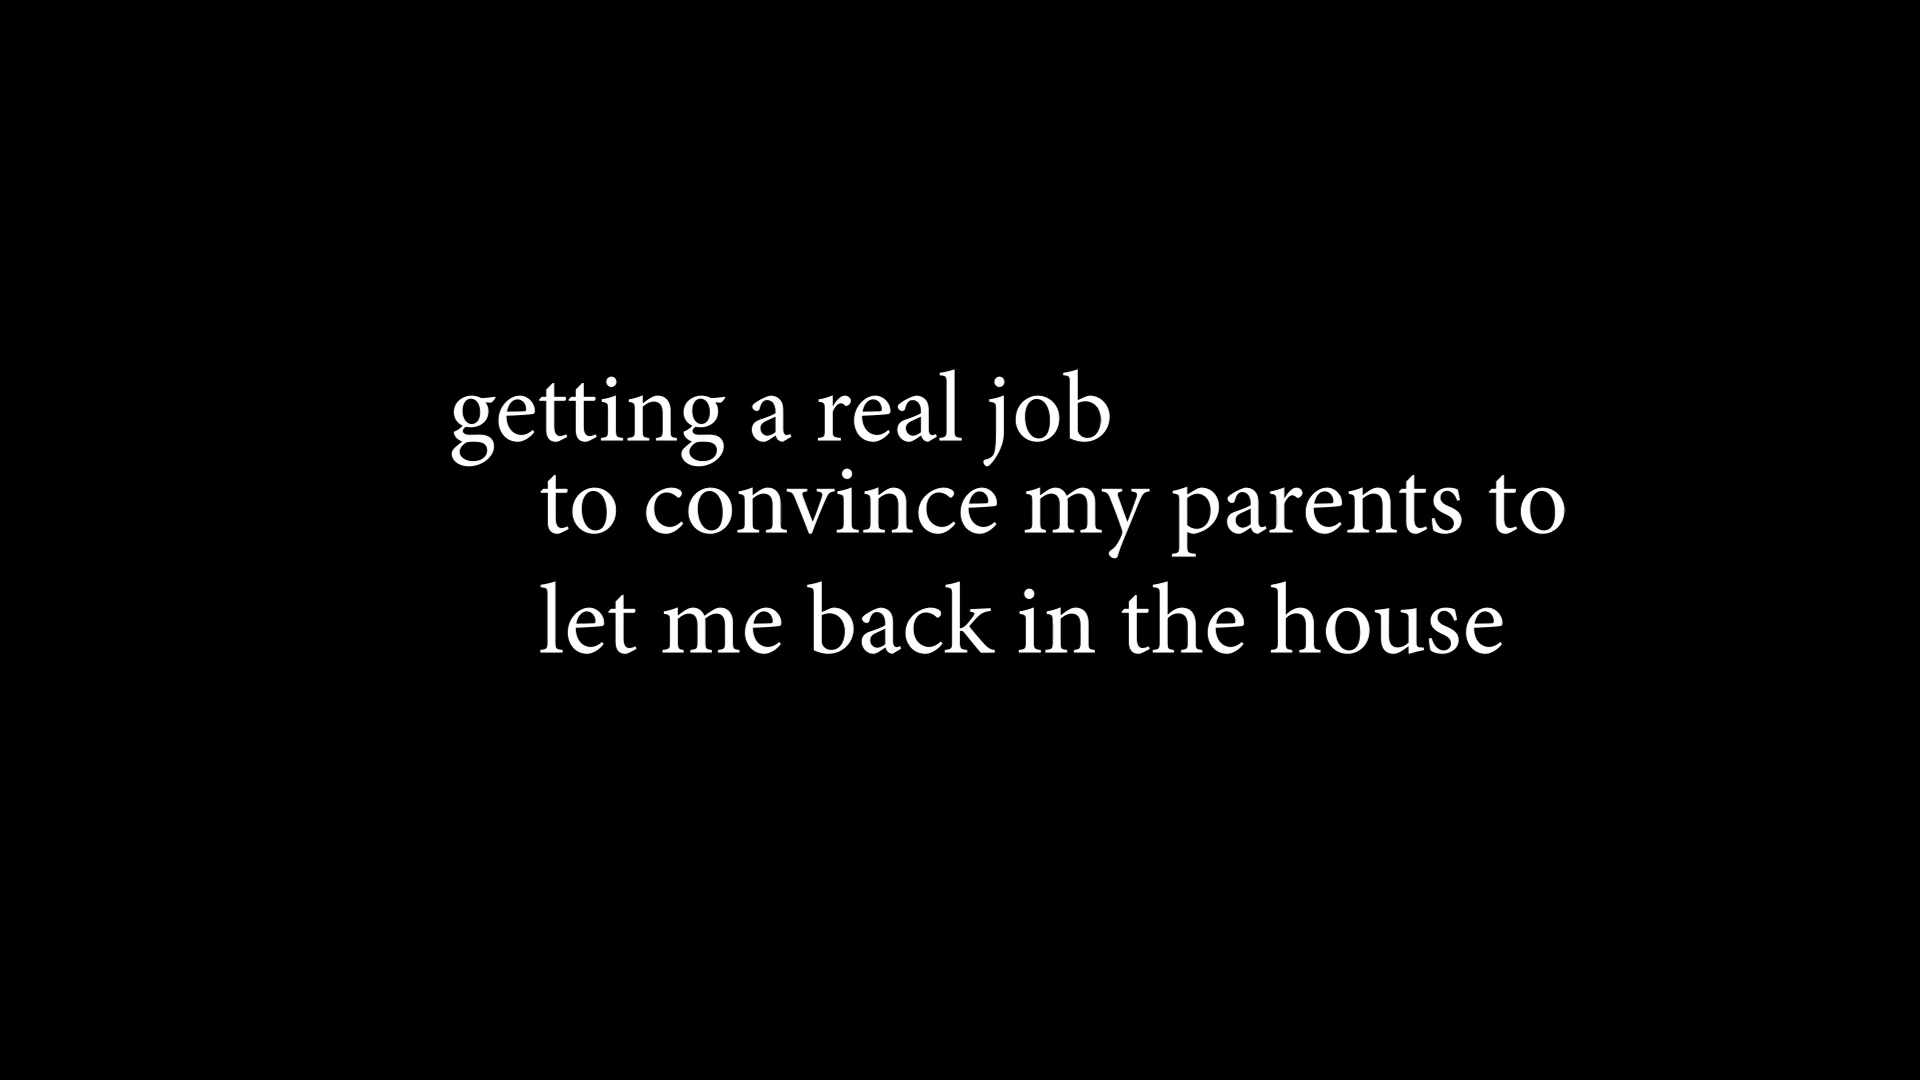 getting a real job
to convince my parents to
let me back in the house